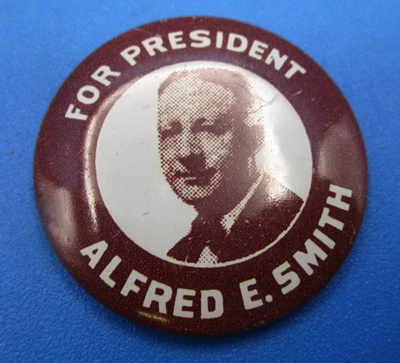 FOR PRESIDENT
ALFRED E. SMITH